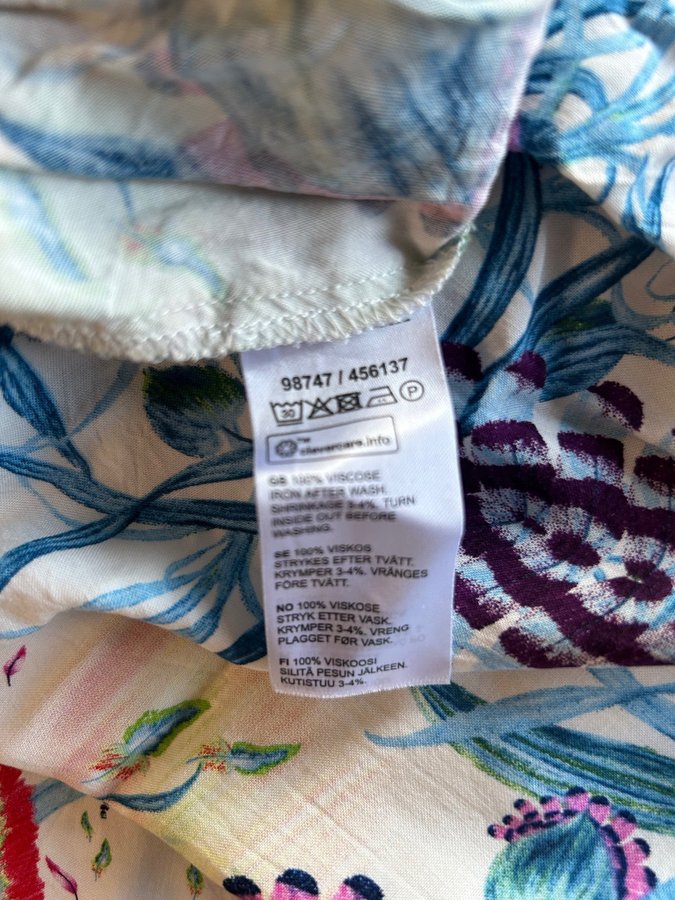 98747 / 456137
30 P
™
clevercare.info
GB 100% VISCOSE
IRON AFTER WASH.
SHRINKAGE 3-4%. TURN
INSIDE OUT BEFORE
WASHING.
SE 100% VISKOS
STRYKES EFTER TVÄTT.
KRYMPER 3-4%. VRÄNGES
FÖRE TVÄTT.
NO 100% VISKOSE
STRYK ETTER VASK.
KRYMPER 3-4%. VRENG
PLAGGET FØR VASK.
FI 100% VISKOOSI
SILITÄ PESUN JÄLKEEN.
KUTISTUU 3-4%.